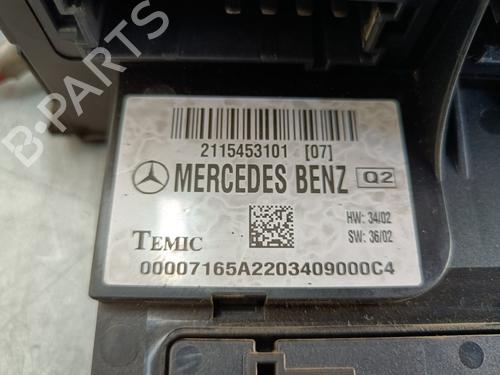 2115453101 [07]
MERCEDES BENZ Q2
HW: 34/02
TEMIC SW: 36/02
00007165A2203409000C4
B-PARTS